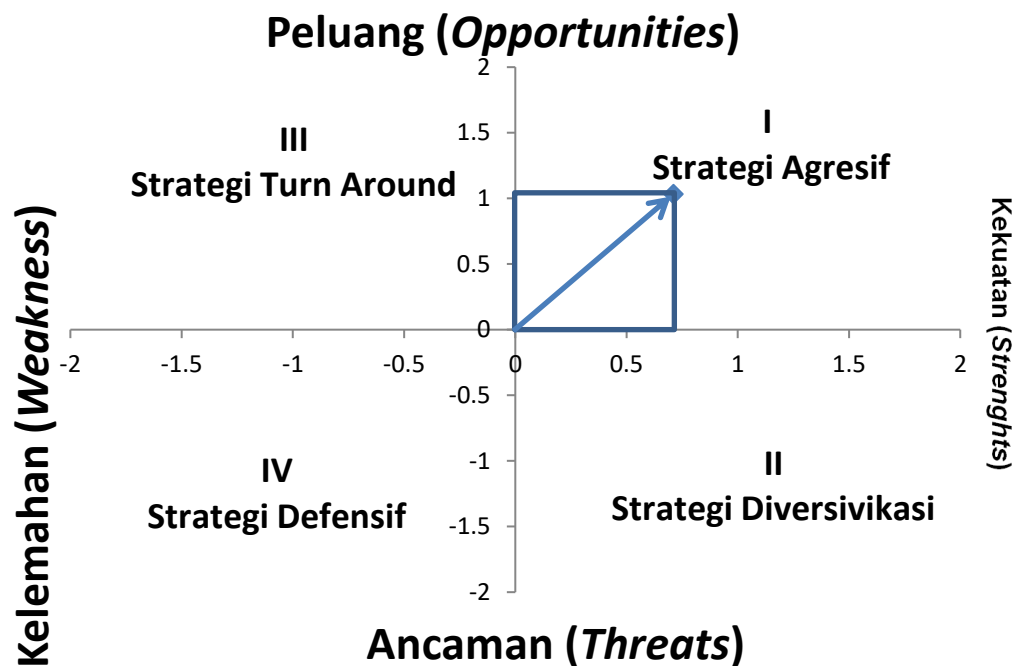 Peluang (Opportunities)
2
1.5
1
0.5
0
-0.5
-1
-1.5
-2
III
Strategi Turn Around
I
Strategi Agresif
-2
-1.5
-1
-0.5
0
0.5
1
1.5
2
IV
Strategi Defensif
II
Strategi Diversivikasi
Kelemahan (Weakness)
Kekuatan (Strenghts)
Ancaman (Threats)